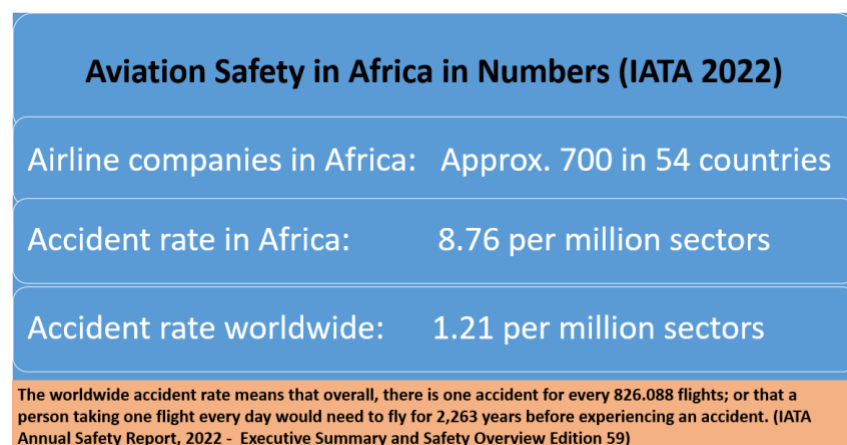 Aviation Safety in Africa in Numbers (IATA 2022)
Airline companies in Africa: Approx. 700 in 54 countries
Accident rate in Africa: 8.76 per million sectors
Accident rate worldwide: 1.21 per million sectors
The worldwide accident rate means that overall, there is one accident for every 826.088 flights; or that a
person taking one flight every day would need to fly for 2,263 years before experiencing an accident. (IATA
Annual Safety Report, 2022 - Executive Summary and Safety Overview Edition 59)